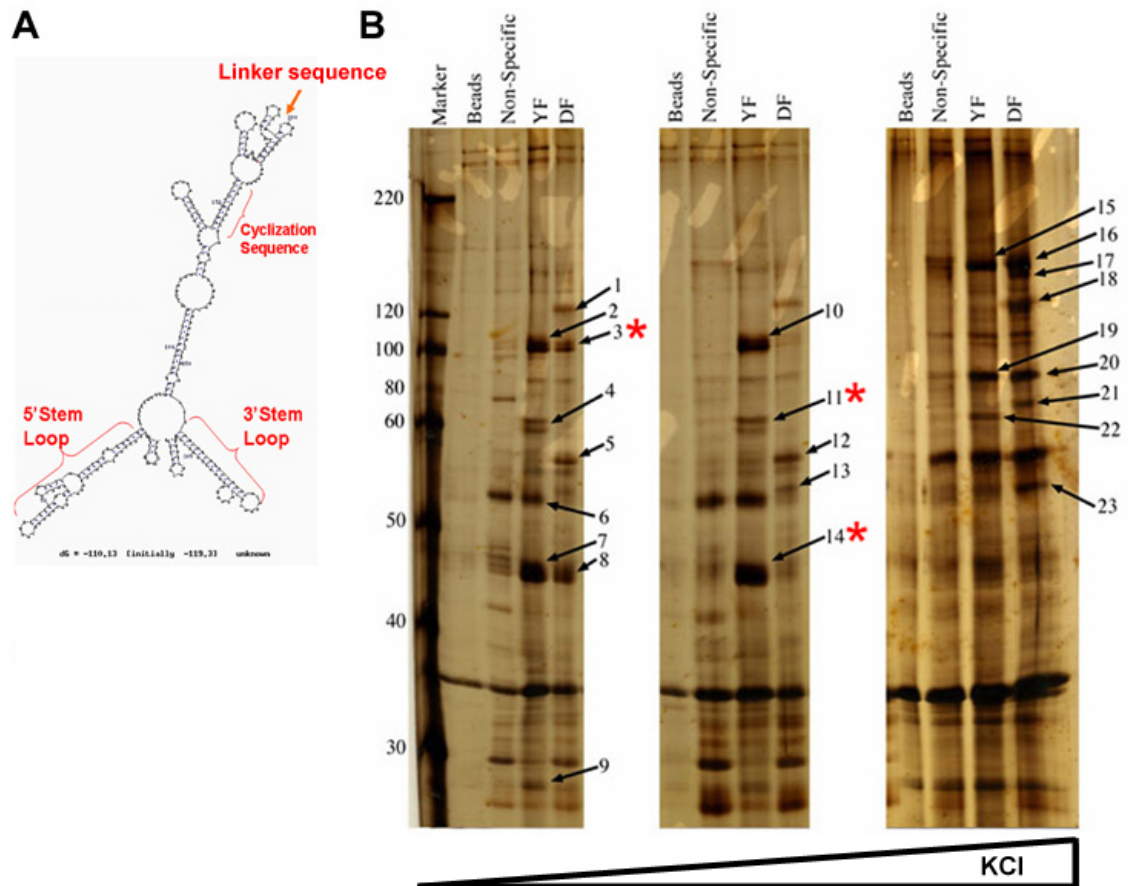 A
B
Linker sequence
Cyclization
Sequence
5'Stem
Loop
3'Stem
Loop
unknown
Marker
Beads
Non-Specific
YF
DF
Beads
Non-Specific
YF
DF
Beads
Non-Specific
YF
DF
220
120
100
80
60
50
40
30
1
2
3 *
4
5
6
7
8
9
10
11 *
12
13
14 *
15
16
17
18
19
20
21
22
23
KCl